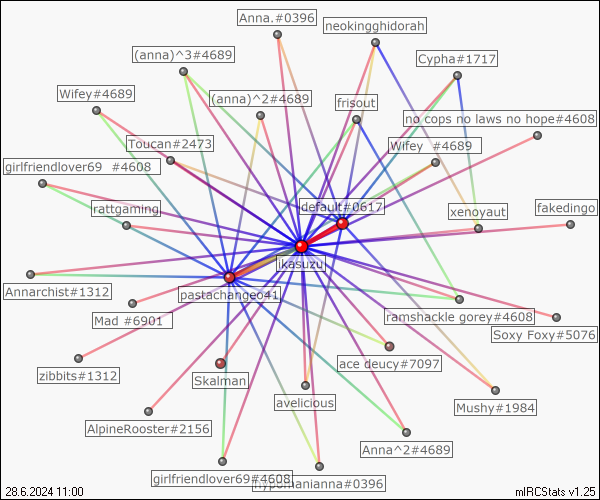 Anna.#0396
neokingghidorah
(anna)^3#4689
Cypha#1717
Wifey#4689
(anna)^2#4689
frisout
no cops no laws no hope#4608
Toucan#2473
Wifey #4689
girlfriendlover69 #4608
default#0617
rattgaming
xenoyaut
fakedingo
ikasuzu
Annarchist#1312
pastachangeo41
Mad #6901
ramshackle gorey#4608
Soxy Foxy#5076
zibbits#1312
ace deucy#7097
Skalman
avelicious
Mushy#1984
AlpineRooster#2156
Anna^2#4689
girlfriendlover69#4608
hypomanianna#0396
28.6.2024 11:00
mIRCStats v1.25